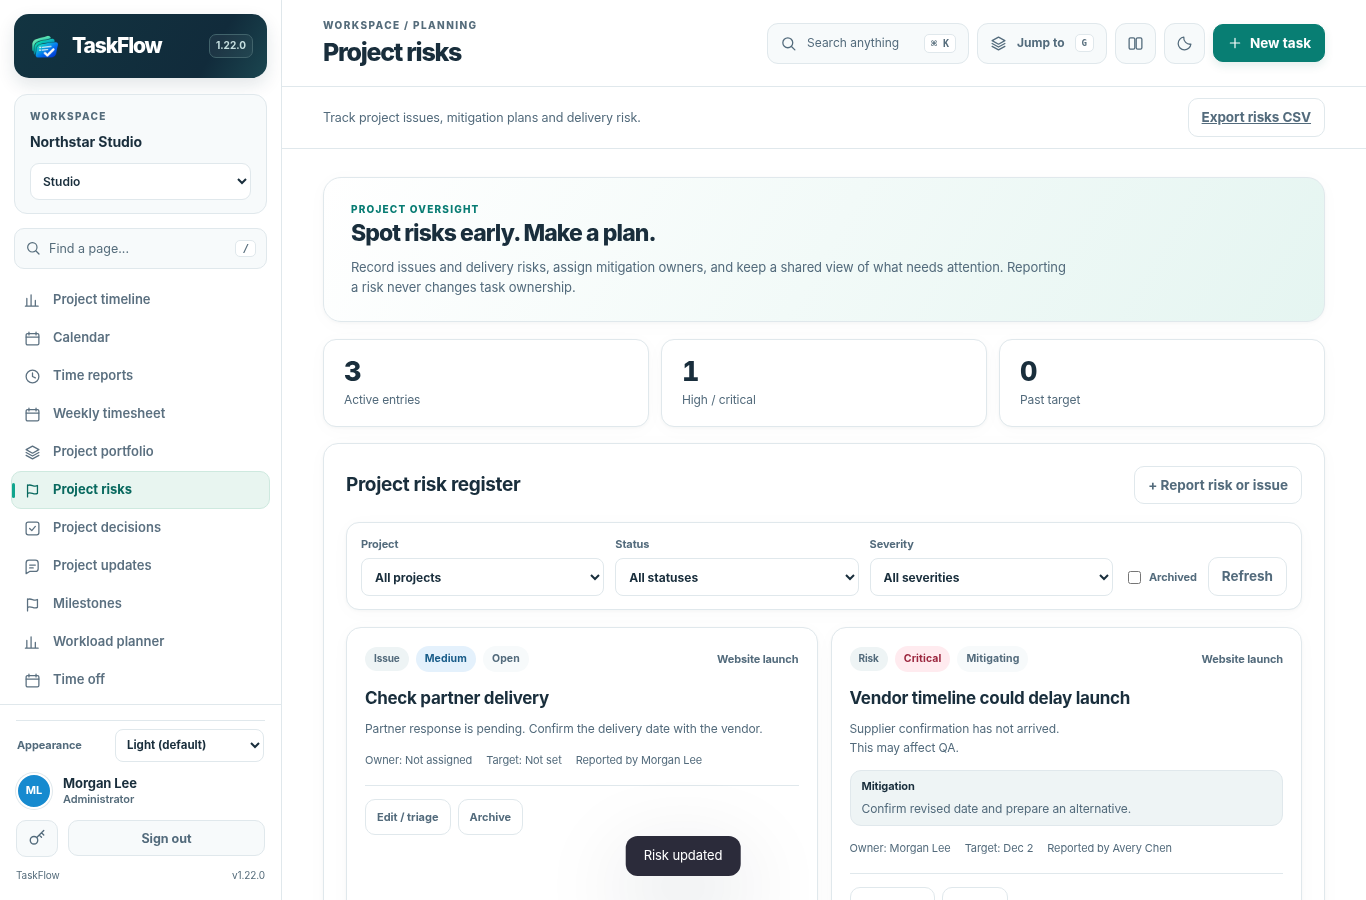 TaskFlow
1.22.0
WORKSPACE
Northstar Studio
Studio
Find a page...
/
Project timeline
Calendar
Time reports
Weekly timesheet
Project portfolio
Project risks
Project decisions
Project updates
Milestones
Workload planner
Time off
Appearance
Light (default)
ML
Morgan Lee
Administrator
Sign out
TaskFlow
v1.22.0
WORKSPACE / PLANNING
Project risks
Search anything
⌘ K
Jump to
G
+ New task
Track project issues, mitigation plans and delivery risk.
Export risks CSV
PROJECT OVERSIGHT
Spot risks early. Make a plan.
Record issues and delivery risks, assign mitigation owners, and keep a shared view of what needs attention. Reporting
a risk never changes task ownership.
3
Active entries
1
High / critical
0
Past target
Project risk register
+ Report risk or issue
Project
Status
Severity
All projects
All statuses
All severities
Archived
Refresh
Issue
Medium
Open
Website launch
Check partner delivery
Partner response is pending. Confirm the delivery date with the vendor.
Owner: Not assigned
Target: Not set
Reported by Morgan Lee
Edit / triage
Archive
Risk
Critical
Mitigating
Website launch
Vendor timeline could delay launch
Supplier confirmation has not arrived.
This may affect QA.
Mitigation
Confirm revised date and prepare an alternative.
Owner: Morgan Lee
Target: Dec 2
Reported by Avery Chen
Risk updated